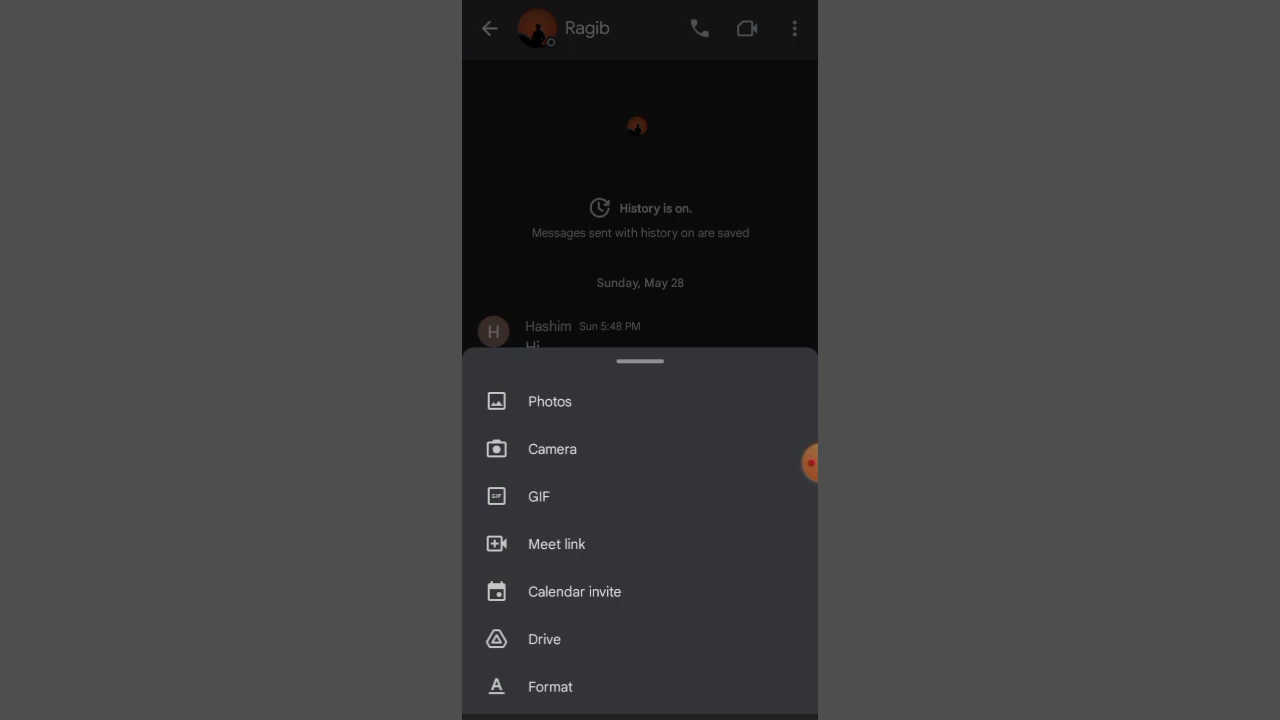 Ragib
History is on.
Messages sent with history on are saved
Sunday, May 28
H
Hashim Sun 5:48 PM
Hi
Photos
Camera
GIF
GIF
Meet link
Calendar invite
Drive
A
Format